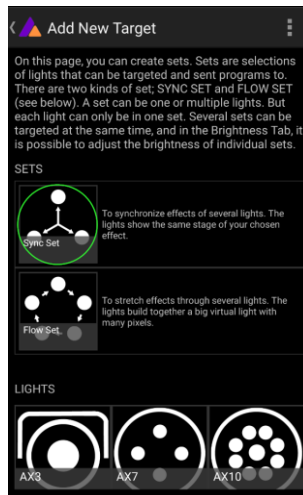 Add New Target
On this page, you can create sets. Sets are selections
of lights that can be targeted and sent programs to.
There are two kinds of set; SYNC SET and FLOW SET
(see below). A set can be one or multiple lights. But
each light can only be in one set. Several sets can be
targeted at the same time, and in the Brightness Tab, it
is possible to adjust the brightness of individual sets.
SETS
Sync Set
To synchronize effects of several lights. The
lights show the same stage of your chosen
effect.
Flow Set
To stretch effects through several lights. The
lights build together a big virtual light with
many pixels.
LIGHTS
AX3
AX7
AX10